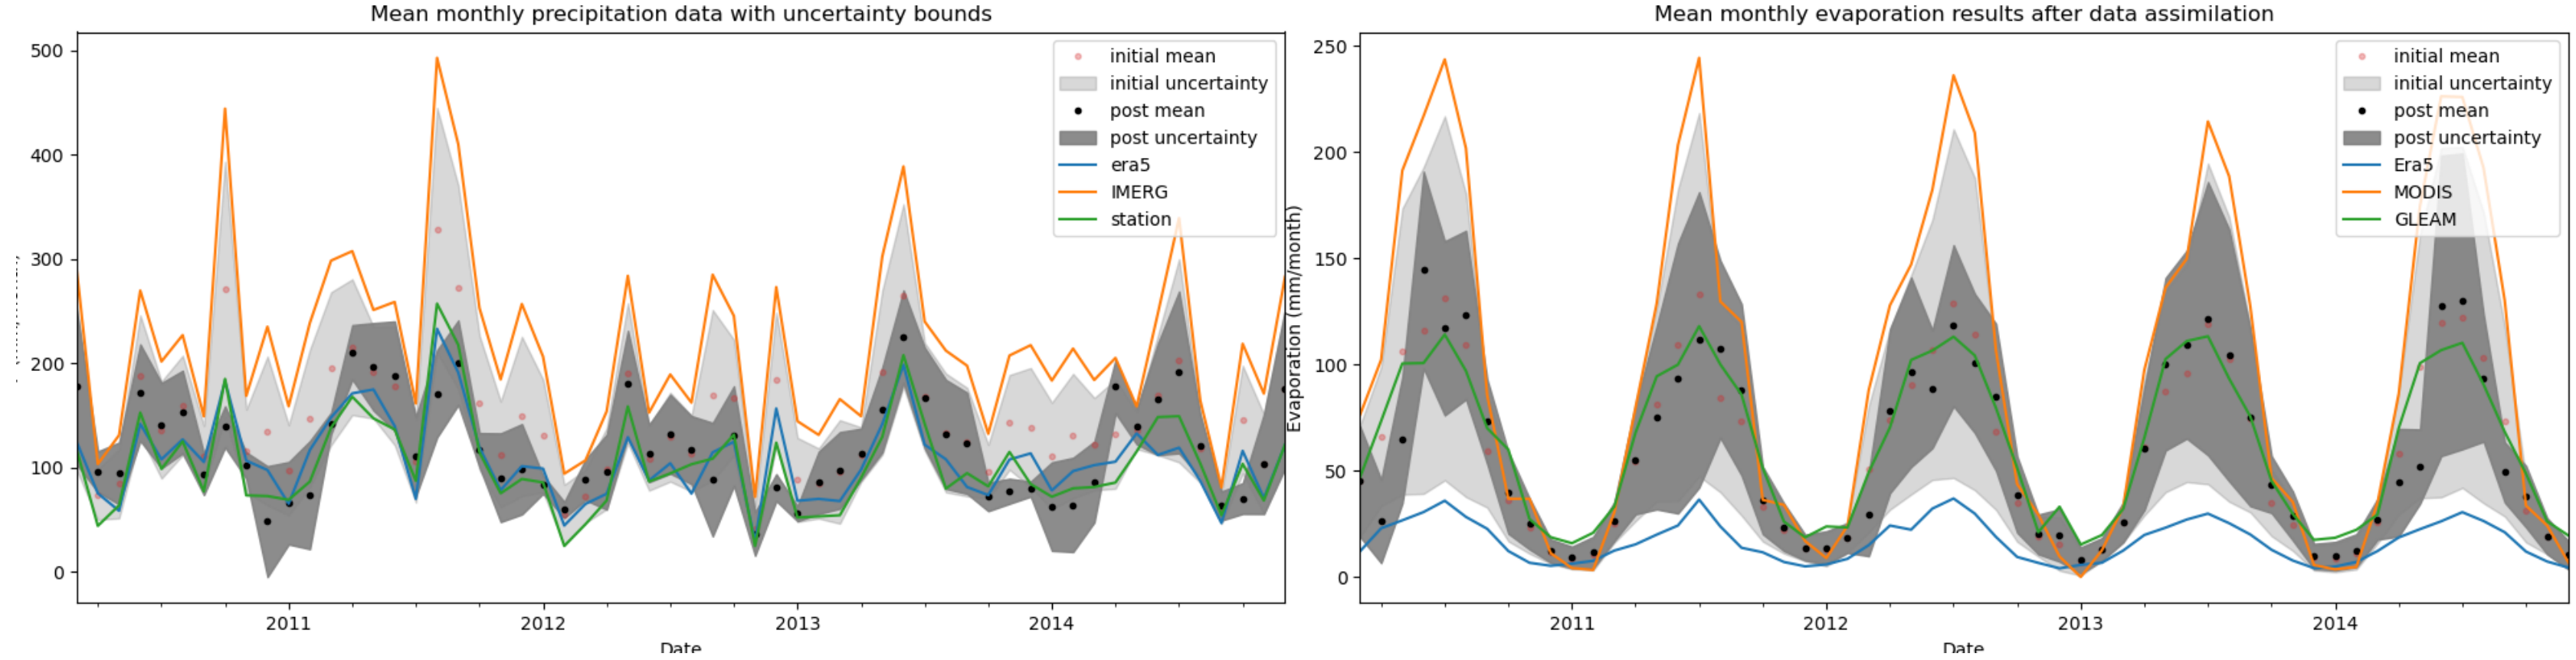 Mean monthly precipitation data with uncertainty bounds
500
400
300
200
100
0
2011
2012
2013
2014
Date
initial mean
initial uncertainty
post mean
post uncertainty
era5
IMERG
station
Mean monthly evaporation results after data assimilation
Evaporation (mm/month)
250
200
150
100
50
0
2011
2012
2013
2014
Date
initial mean
initial uncertainty
post mean
post uncertainty
Era5
MODIS
GLEAM